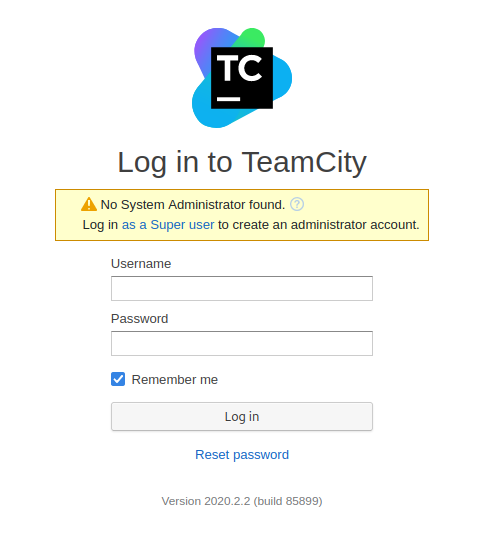 TC
Log in to TeamCity
No System Administrator found. ?
Log in as a Super user to create an administrator account.
Username
Password
Remember me
Log in
Reset password
Version 2020.2.2 (build 85899)